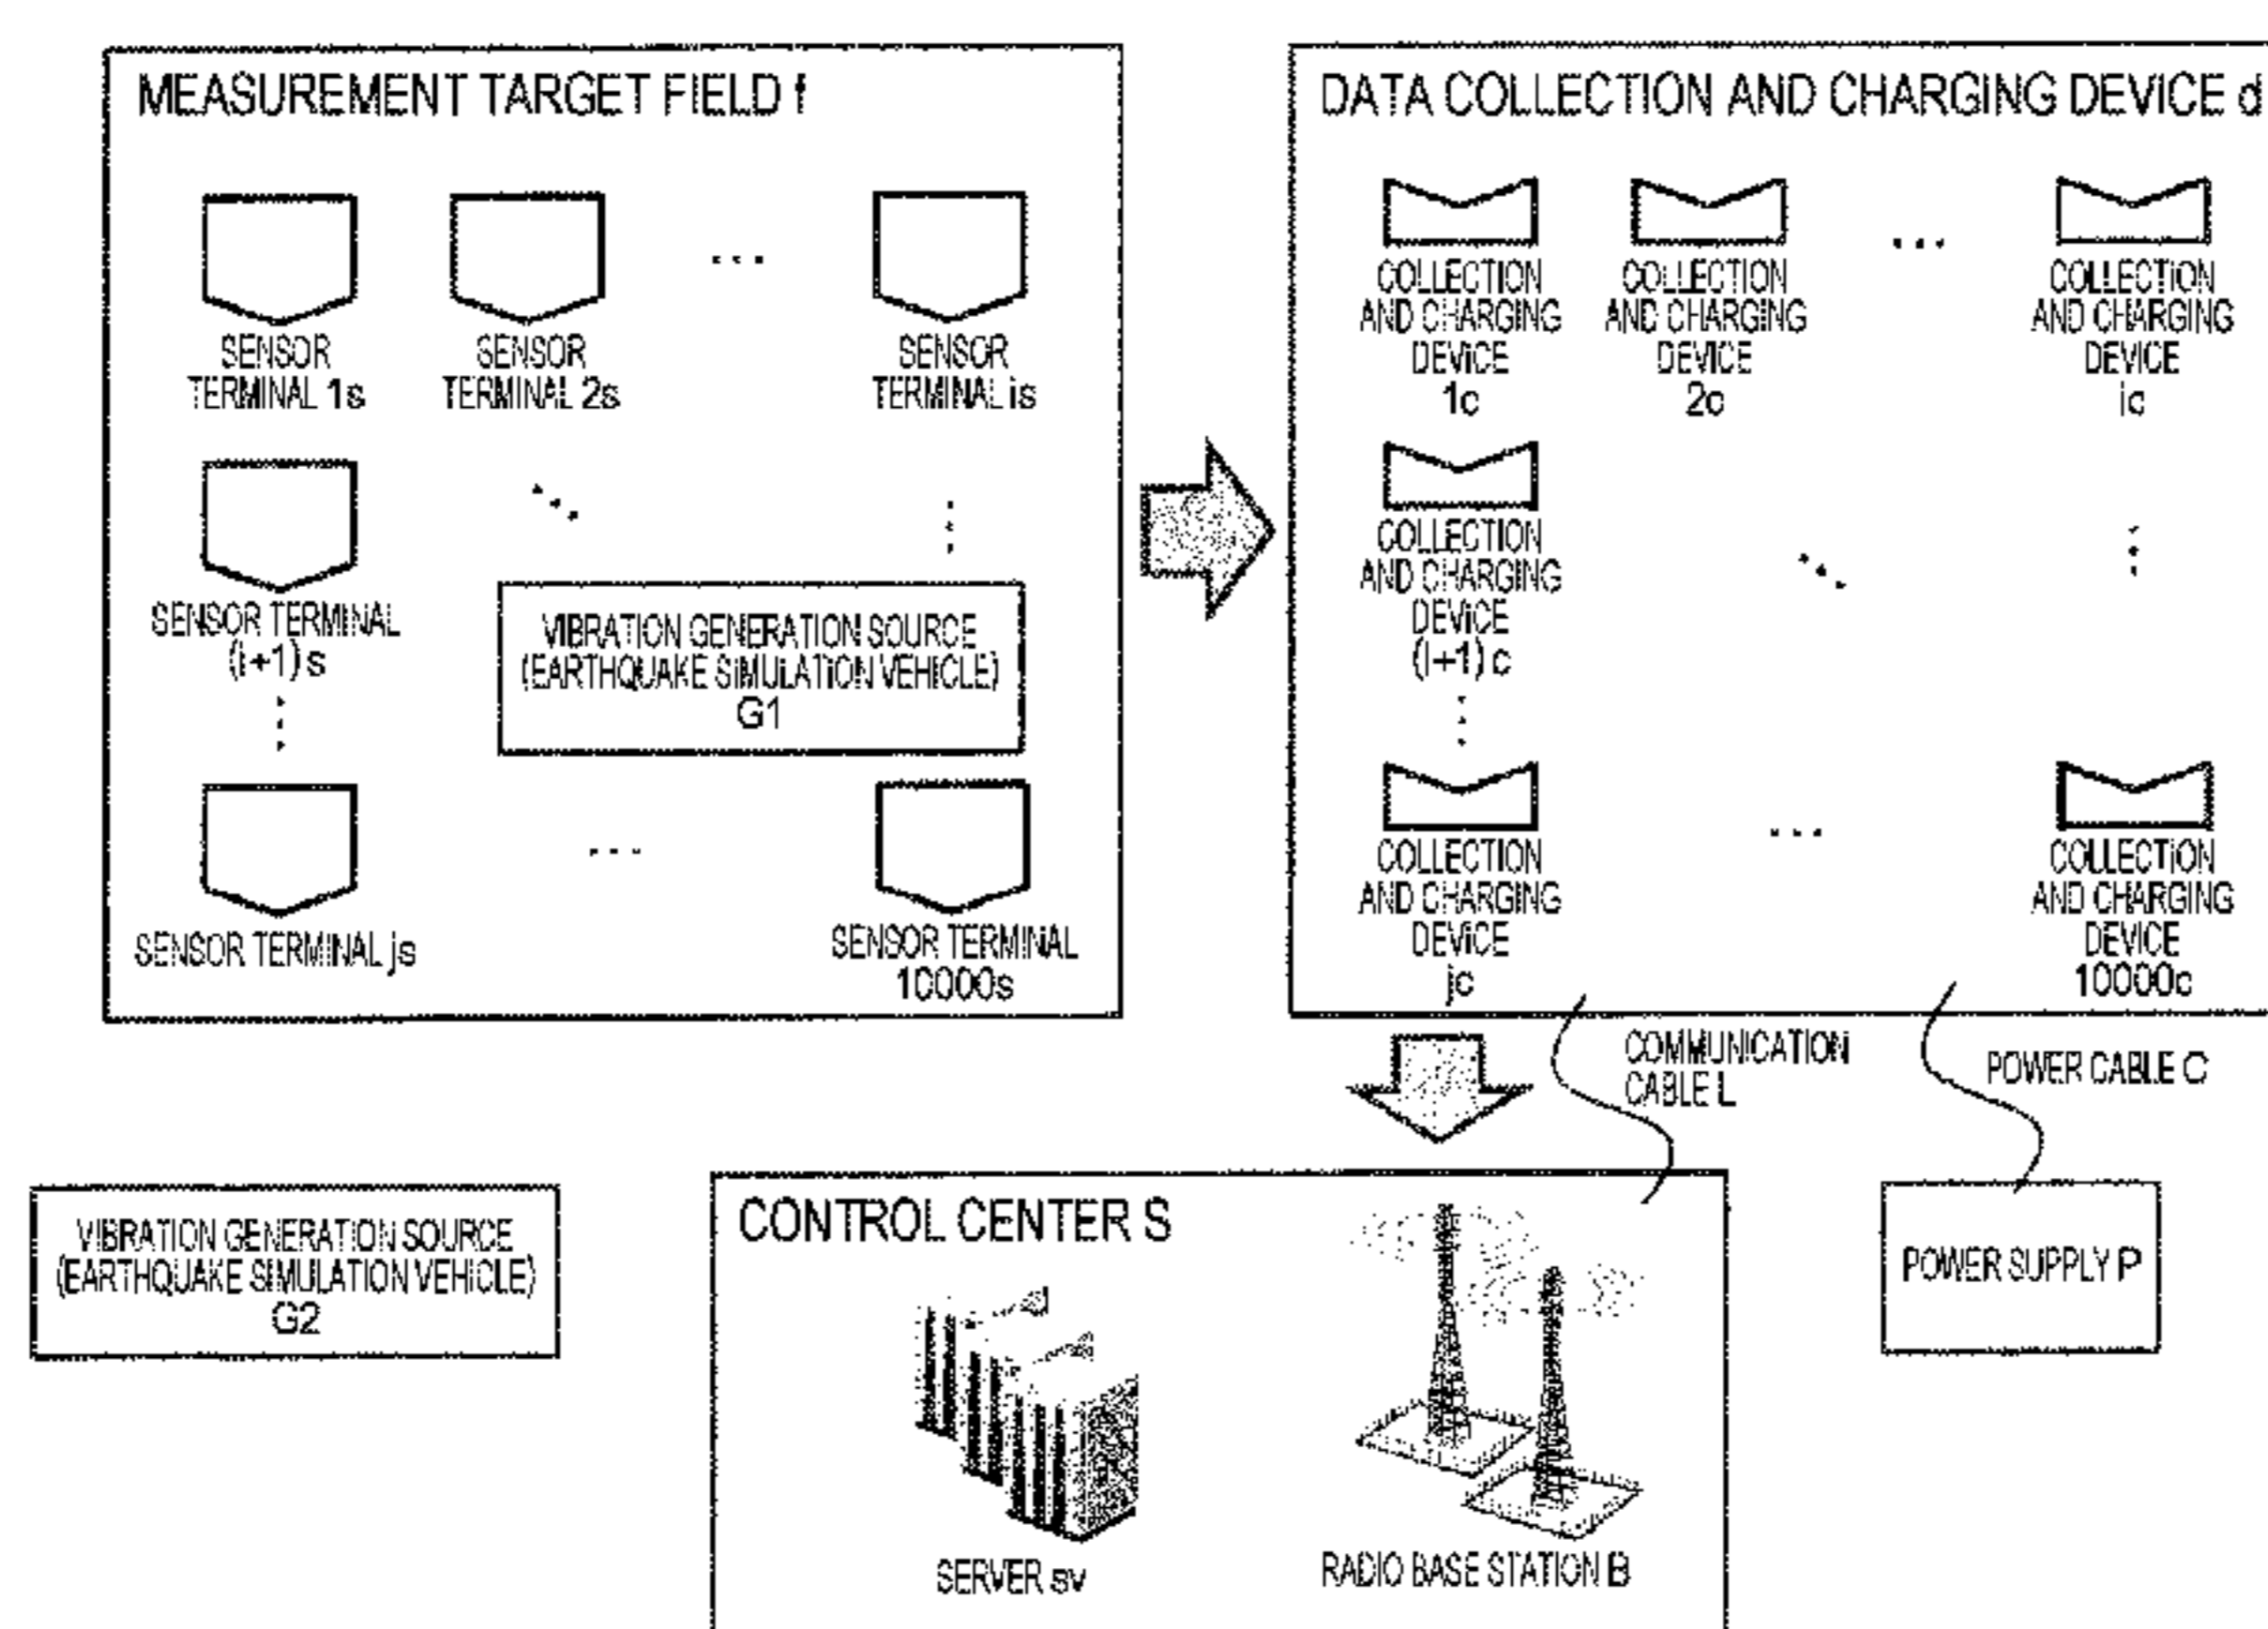 MEASUREMENT TARGET FIELD f
SENSOR
TERMINAL 1s
SENSOR
TERMINAL 2s
SENSOR
TERMINAL is
SENSOR TERMINAL
(i+1) s
VIBRATION GENERATION SOURCE
(EARTHQUAKE SIMULATION VEHICLE)
G1
SENSOR TERMINAL js
SENSOR TERMINAL
10000s
DATA COLLECTION AND CHARGING DEVICE d
COLLECTION
AND CHARGING
DEVICE
1c
COLLECTION
AND CHARGING
DEVICE
2c
COLLECTION
AND CHARGING
DEVICE
ic
COLLECTION
AND CHARGING
DEVICE
(i+1) c
COLLECTION
AND CHARGING
DEVICE
jc
COLLECTION
AND CHARGING
DEVICE
10000c
COMMUNICATION
CABLE L
POWER CABLE C
VIBRATION GENERATION SOURCE
(EARTHQUAKE SIMULATION VEHICLE)
G2
CONTROL CENTER S
SERVER sv
RADIO BASE STATION B
POWER SUPPLY P